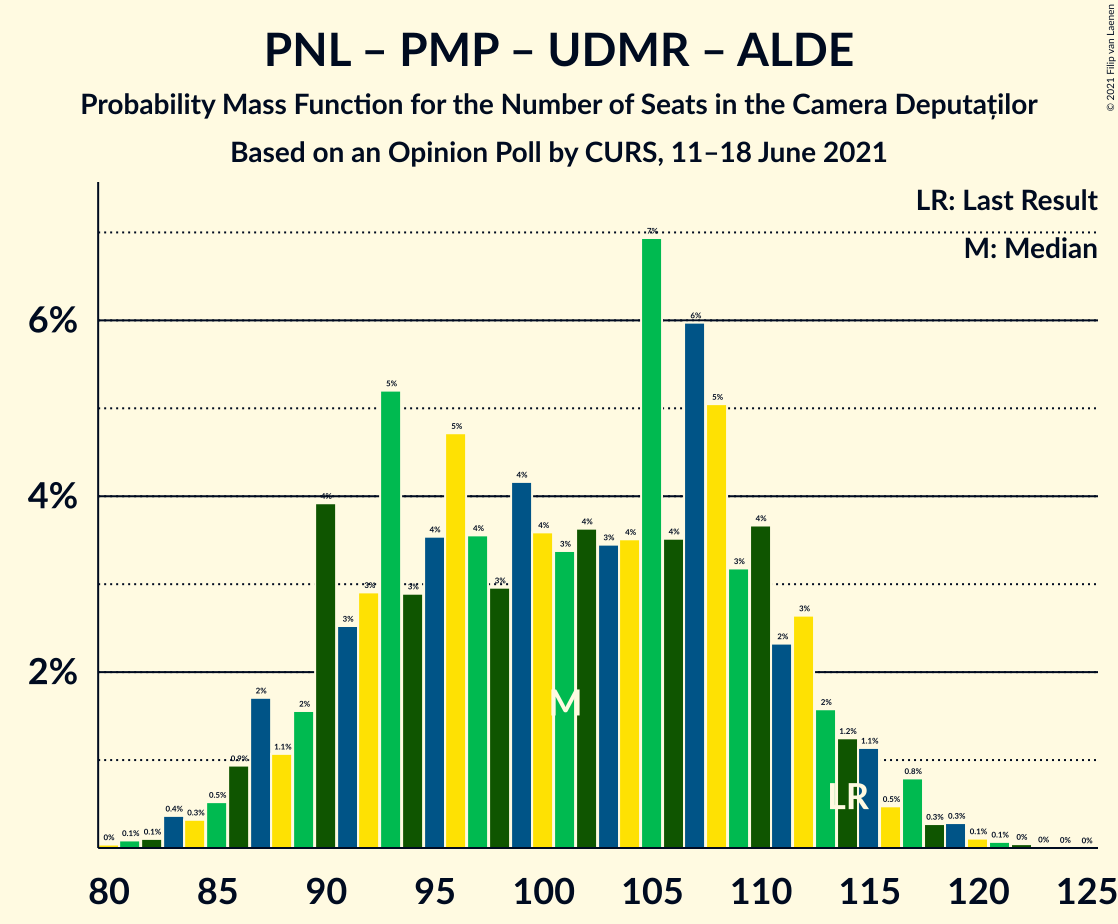 PNL – PMP – UDMR – ALDE
Probability Mass Function for the Number of Seats in the Camera Deputaților
Based on an Opinion Poll by CURS, 11–18 June 2021
© 2021 Filip van Laenen
LR: Last Result
M: Median
6%
4%
2%
0% 0.1% 0.1% 0.4% 0.3% 0.5% 0.9% 2% 1.1% 2% 4% 3% 3% 5% 3% 4% 5% 4% 3% 4% 4% 3% 4% 3% 4% 7% 4% 6% 5% 3% 4% 2% 3% 2% 1.2% 1.1% 0.5% 0.8% 0.3% 0.3% 0.1% 0.1% 0% 0% 0% 0%
M
LR
80 85 90 95 100 105 110 115 120 125